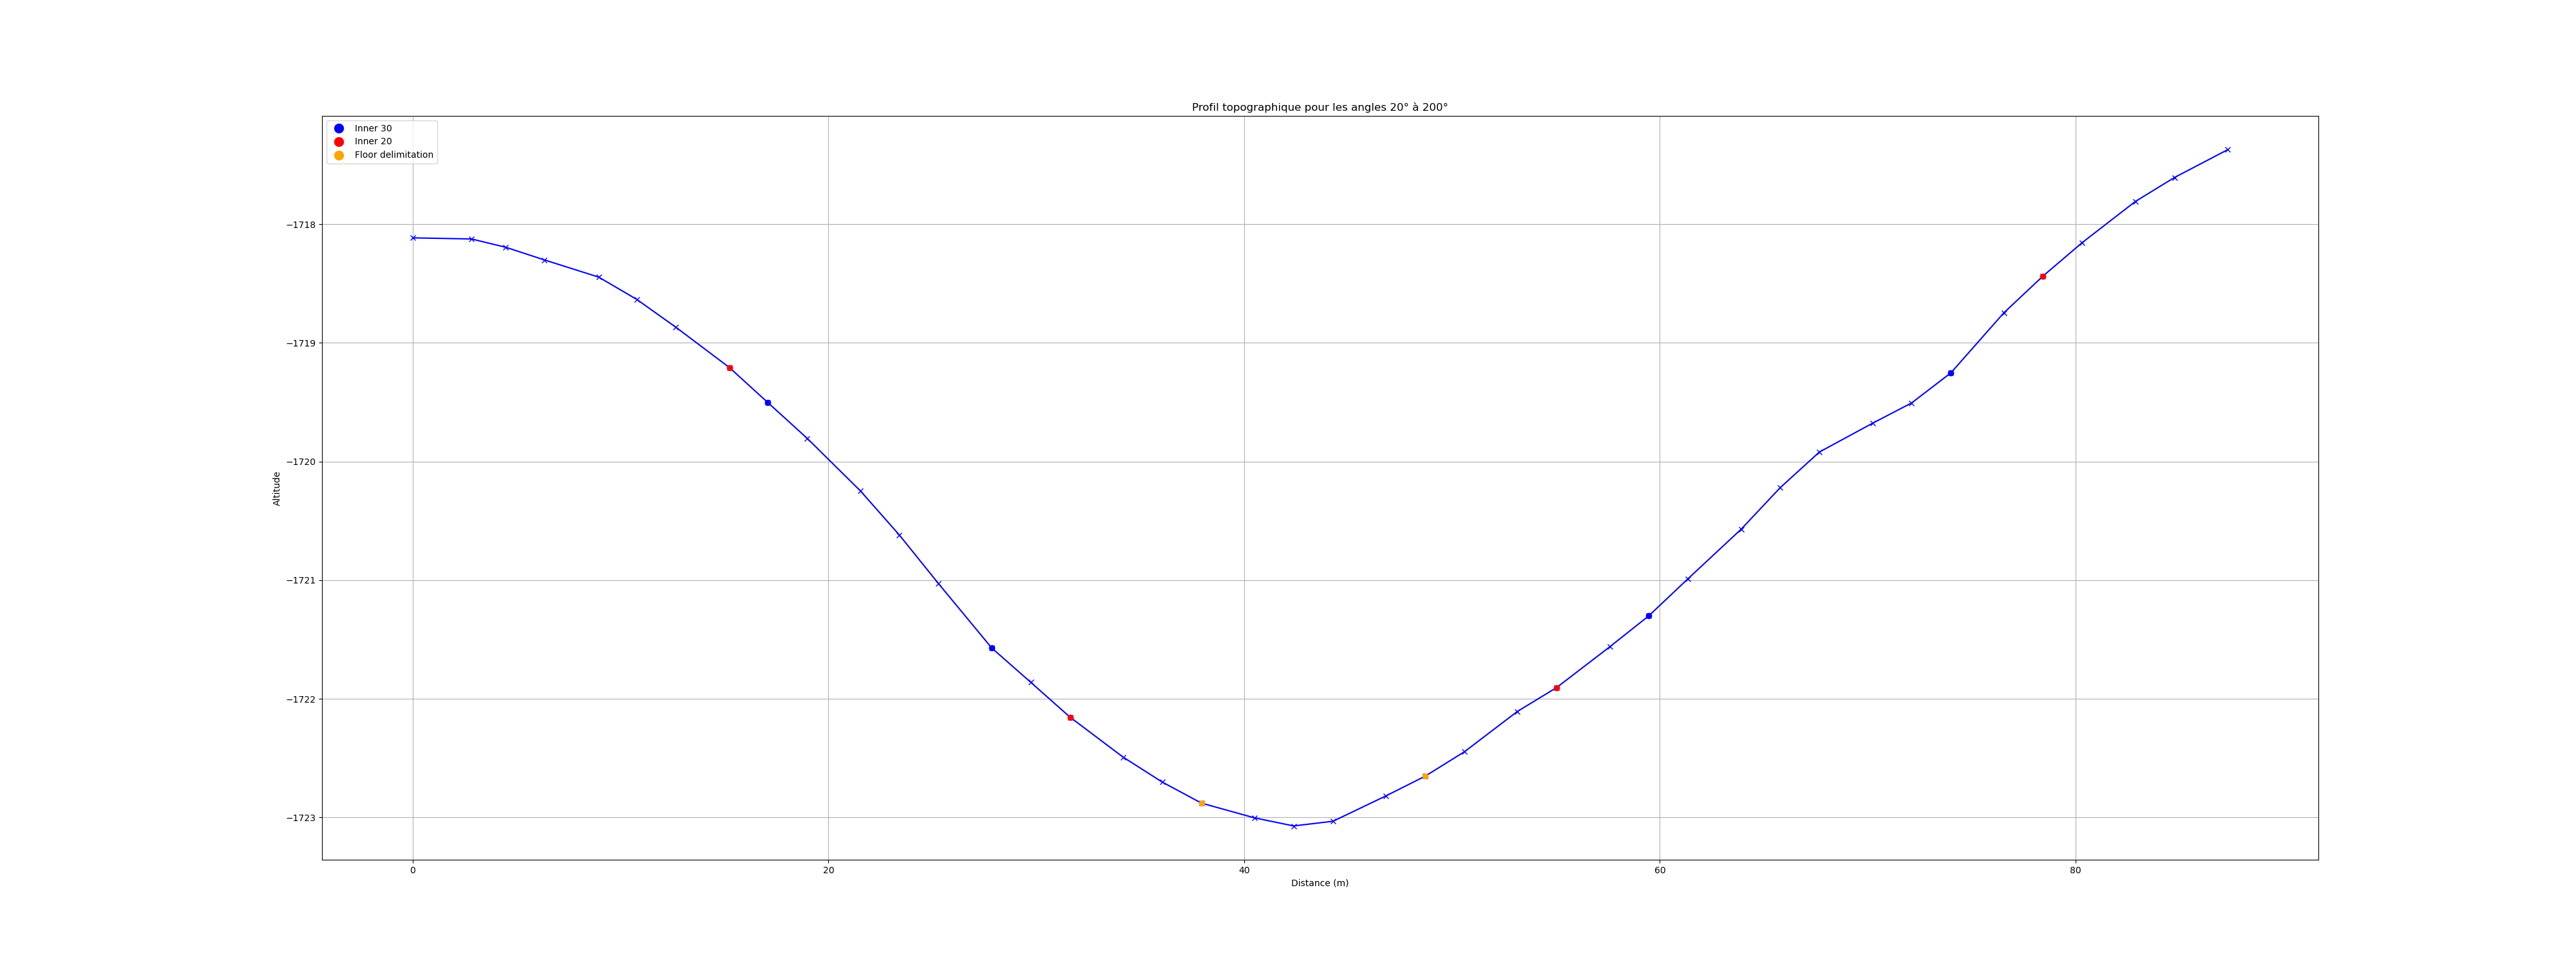 Profil topographique pour les angles 20° à 200°
Inner 30
Inner 20
Floor delimitation
−1718
−1719
−1720
−1721
−1722
−1723
Altitude
0 20 40 60 80
Distance (m)